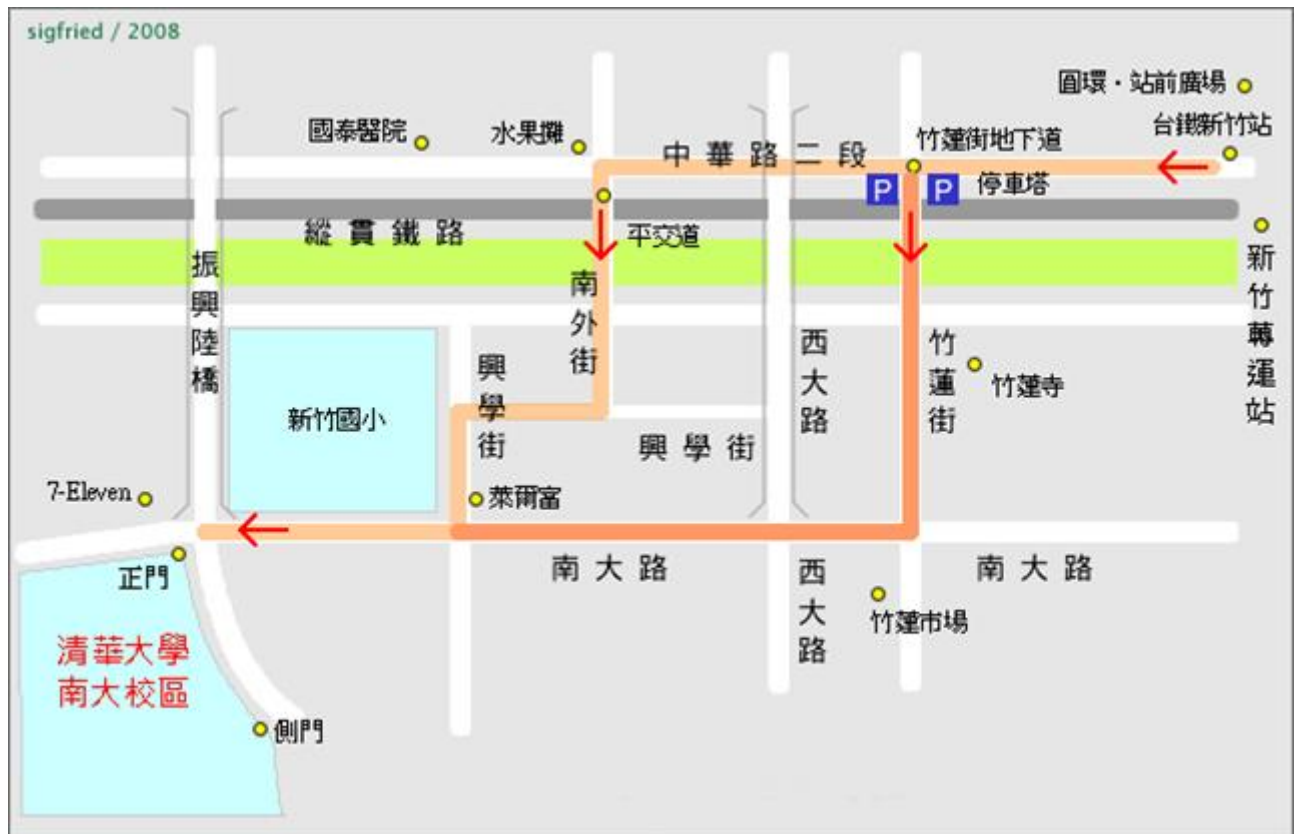 sigfried / 2008
圓環・站前廣場
台鐵新竹站
國泰醫院
水果攤
中華路二段
竹蓮街地下道
P
P
停車塔
縱貫鐵路
平交道
新竹轉運站
振興陸橋
南外街
西大路
竹蓮街
竹蓮寺
興學街
新竹國小
興學街
7-Eleven
萊爾富
正門
南大路
西大路
南大路
竹蓮市場
清華大學
南大校區
側門